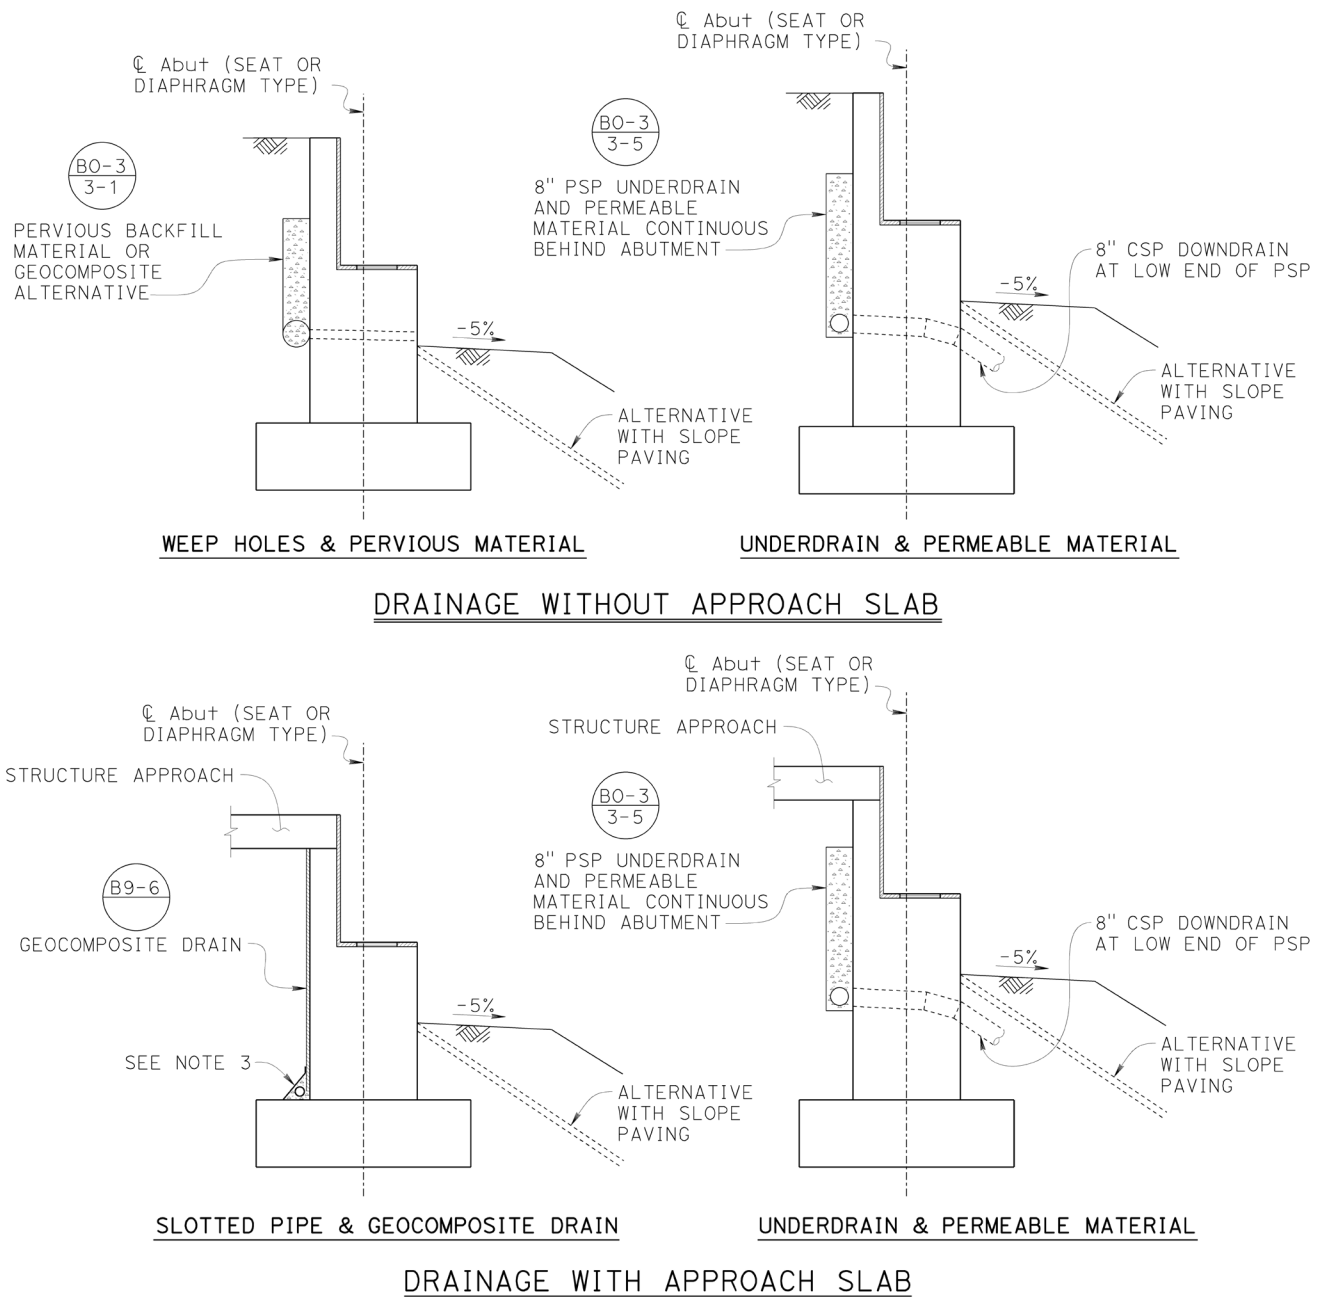 ℄ Abut (SEAT OR
DIAPHRAGM TYPE)
BO-3
3-1
PERVIOUS BACKFILL
MATERIAL OR
GEOCOMPOSITE
ALTERNATIVE
-5%
ALTERNATIVE
WITH SLOPE
PAVING
WEEP HOLES & PERVIOUS MATERIAL
℄ Abut (SEAT OR
DIAPHRAGM TYPE)
BO-3
3-5
8" PSP UNDERDRAIN
AND PERMEABLE
MATERIAL CONTINUOUS
BEHIND ABUTMENT
8" CSP DOWNDRAIN
AT LOW END OF PSP
-5%
ALTERNATIVE
WITH SLOPE
PAVING
UNDERDRAIN & PERMEABLE MATERIAL
DRAINAGE WITHOUT APPROACH SLAB
℄ Abut (SEAT OR
DIAPHRAGM TYPE)
STRUCTURE APPROACH
B9-6
GEOCOMPOSITE DRAIN
SEE NOTE 3
-5%
ALTERNATIVE
WITH SLOPE
PAVING
SLOTTED PIPE & GEOCOMPOSITE DRAIN
℄ Abut (SEAT OR
DIAPHRAGM TYPE)
STRUCTURE APPROACH
BO-3
3-5
8" PSP UNDERDRAIN
AND PERMEABLE
MATERIAL CONTINUOUS
BEHIND ABUTMENT
8" CSP DOWNDRAIN
AT LOW END OF PSP
-5%
ALTERNATIVE
WITH SLOPE
PAVING
UNDERDRAIN & PERMEABLE MATERIAL
DRAINAGE WITH APPROACH SLAB